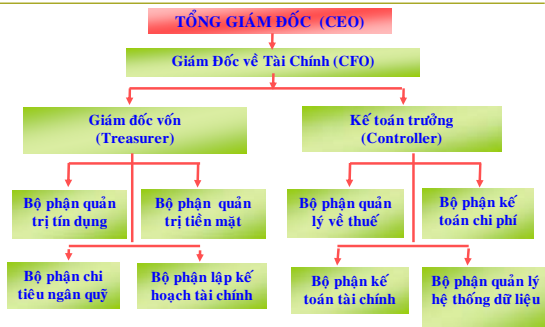 TỔNG GIÁM ĐỐC (CEO)
Giám Đốc về Tài Chính (CFO)
Giám đốc vốn
(Treasurer)
Kế toán trưởng
(Controller)
Bộ phận quản
trị tín dụng
Bộ phận quản
trị tiền mặt
Bộ phận quản
lý về thuế
Bộ phận kế
toán chi phí
Bộ phận chi
tiêu ngân quỹ
Bộ phận lập kế
hoạch tài chính
Bộ phận kế
toán tài chính
Bộ phận quản lý
hệ thống dữ liệu